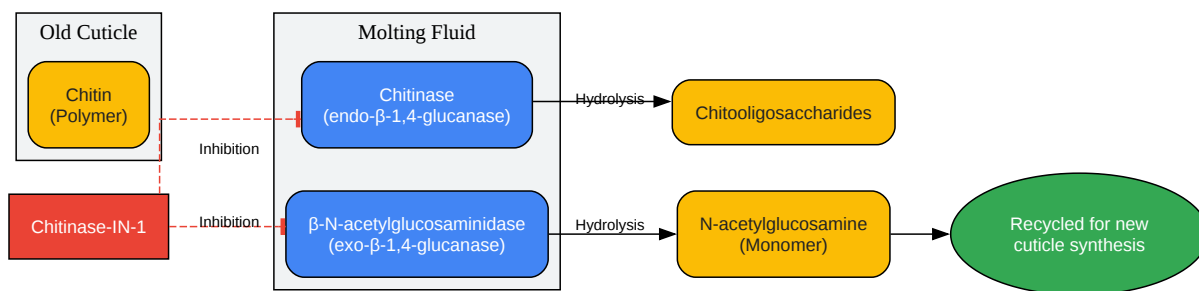 Old Cuticle
Chitin
(Polymer)
Chitinase-IN-1
Inhibition
Inhibition
Molting Fluid
Chitinase
(endo-β-1,4-glucanase)
β-N-acetylglucosaminidase
(exo-β-1,4-glucanase)
Hydrolysis
Hydrolysis
Chitooligosaccharides
N-acetylglucosamine
(Monomer)
Recycled for new
cuticle synthesis